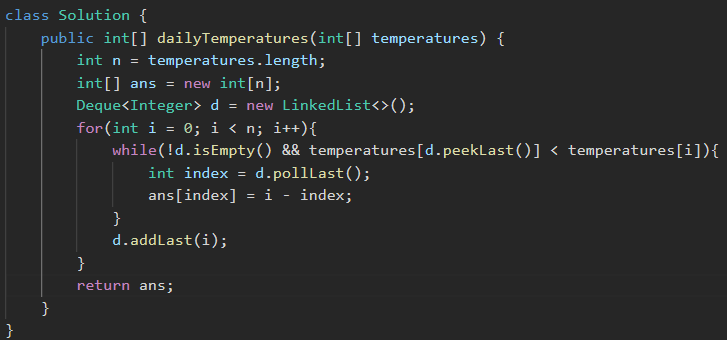 class Solution {
    public int[] dailyTemperatures(int[] temperatures) {
        int n = temperatures.length;
        int[] ans = new int[n];
        Deque<Integer> d = new LinkedList<>();
        for(int i = 0; i < n; i++){
            while(!d.isEmpty() && temperatures[d.peekLast()] < temperatures[i]){
                int index = d.pollLast();
                ans[index] = i - index;
            }
            d.addLast(i);
        }
        return ans;
    }
}